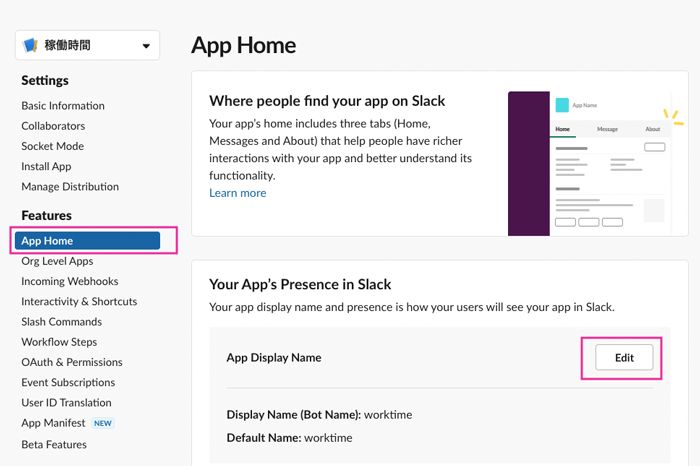 稼働時間
Settings
Basic Information
Collaborators
Socket Mode
Install App
Manage Distribution
Features
App Home
Org Level Apps
Incoming Webhooks
Interactivity & Shortcuts
Slash Commands
Workflow Steps
OAuth & Permissions
Event Subscriptions
User ID Translation
App Manifest NEW
Beta Features
App Home
Where people find your app on Slack
Your app’s home includes three tabs (Home,
Messages and About) that help people have richer
interactions with your app and better understand its
functionality.
Learn more
App Name
Home Message About
Your App’s Presence in Slack
Your app display name and presence is how your users will see your app in Slack.
App Display Name
Edit
Display Name (Bot Name): worktime
Default Name: worktime